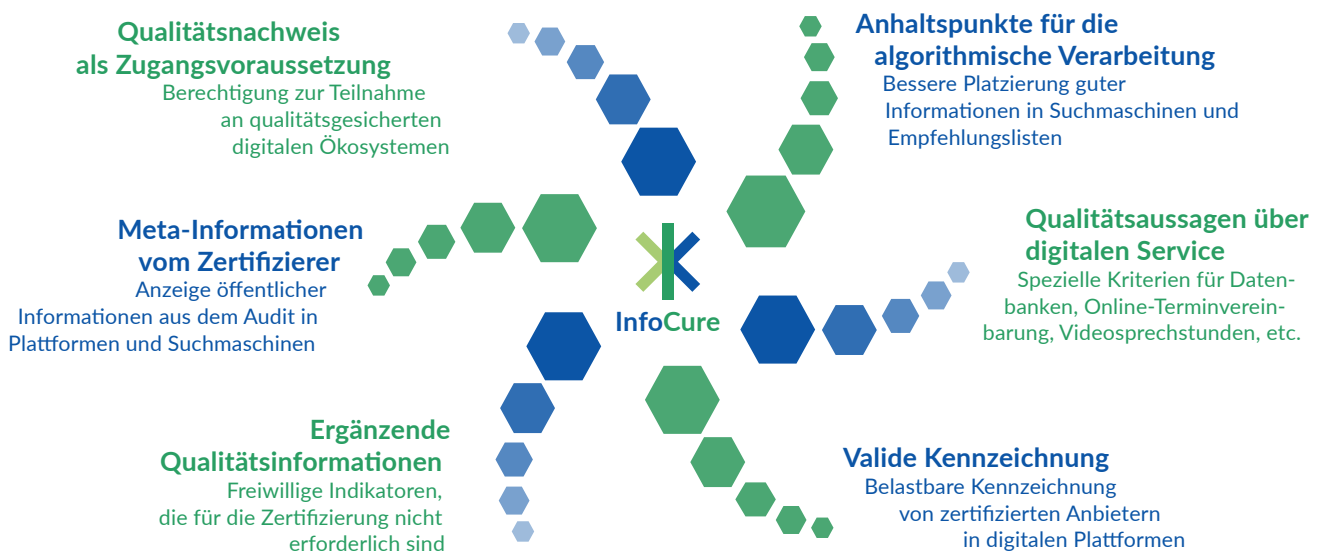 Qualitätsnachweis
als Zugangsvoraussetzung
Berechtigung zur Teilnahme
an qualitätsgesicherten
digitalen Ökosystemen
Anhaltspunkte für die
algorithmische Verarbeitung
Bessere Platzierung guter
Informationen in Suchmaschinen und
Empfehlungslisten
Meta-Informationen
vom Zertifizierer
Anzeige öffentlicher
Informationen aus dem Audit in
Plattformen und Suchmaschinen
InfoCure
Qualitätsaussagen über
digitalen Service
Spezielle Kriterien für Daten-
banken, Online-Terminverein-
barung, Videosprechstunden, etc.
Ergänzende
Qualitätsinformationen
Freiwillige Indikatoren,
die für die Zertifizierung nicht
erforderlich sind
Valide Kennzeichnung
Belastbare Kennzeichnung
von zertifizierten Anbietern
in digitalen Plattformen